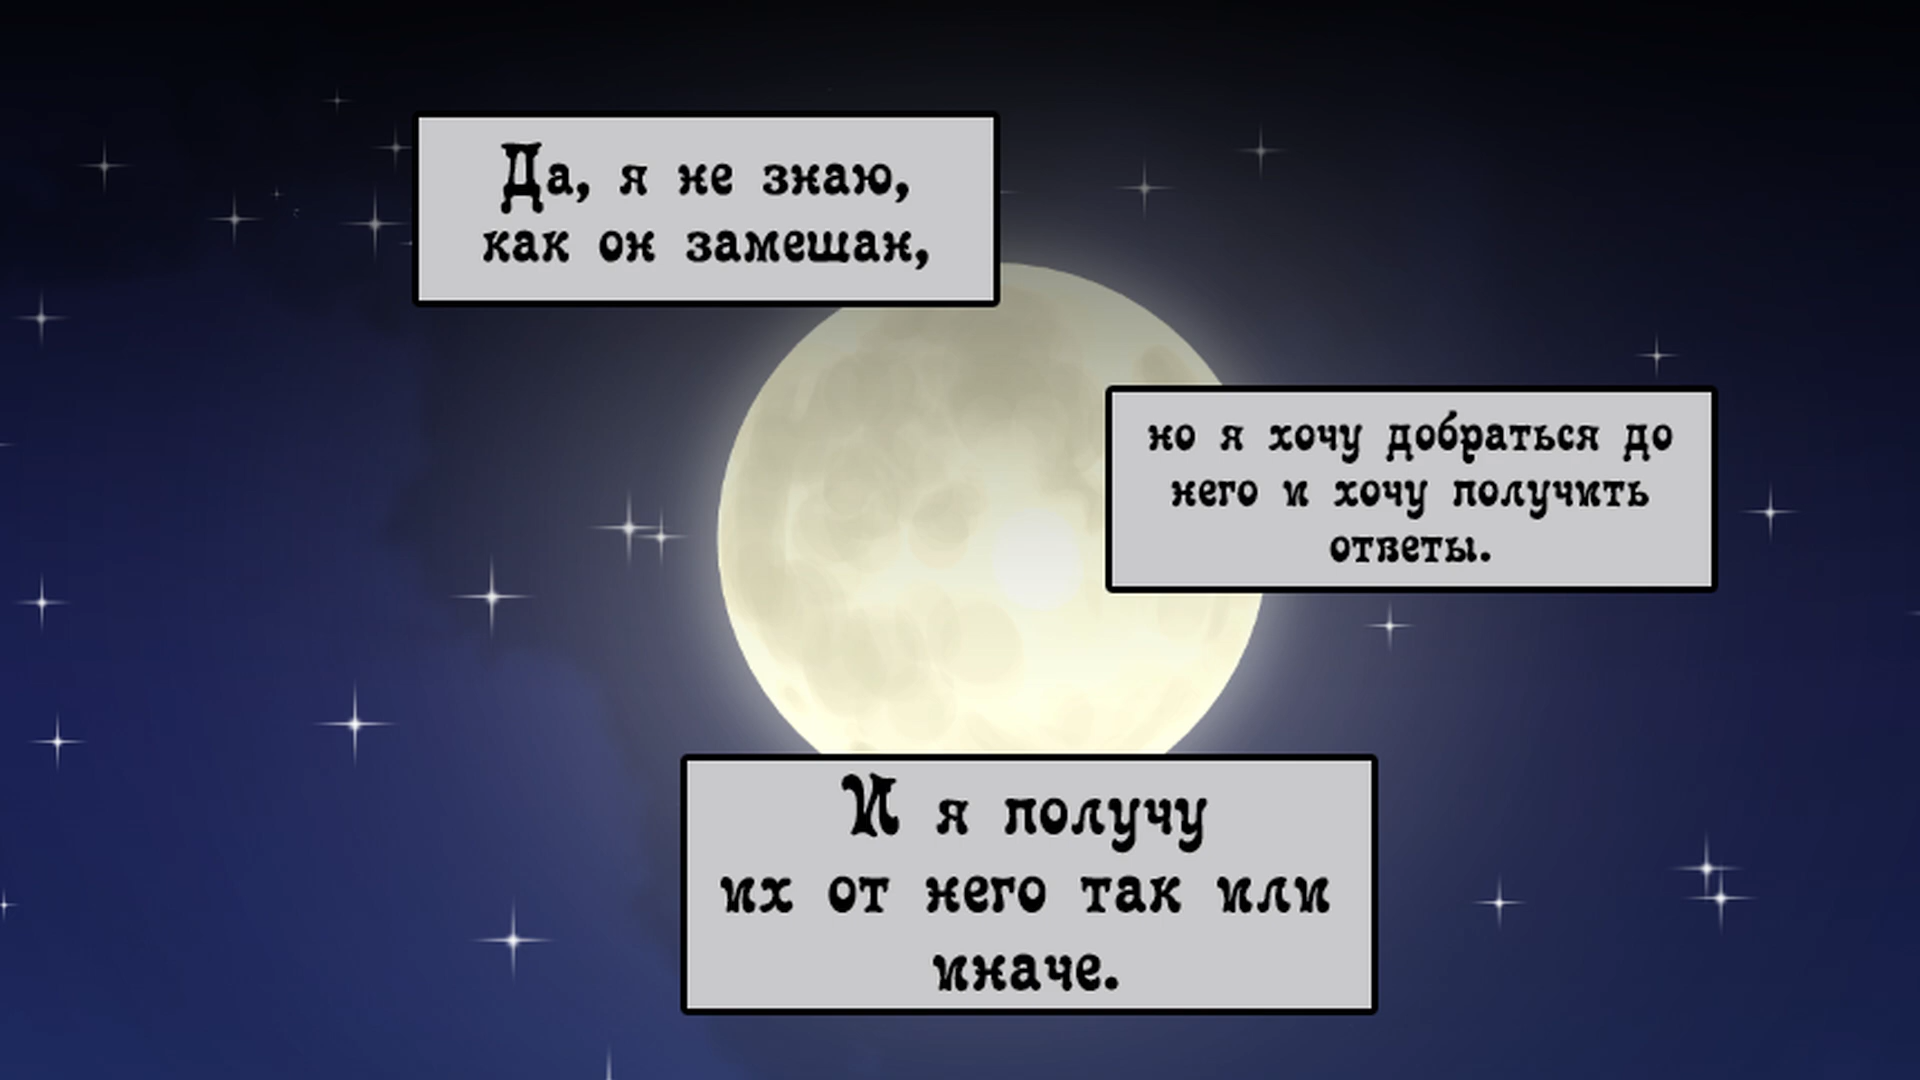 Да, я не знаю,
как он замешан,
но я хочу добраться до
него и хочу получить
ответы.
И я получу
их от него так или
иначе.